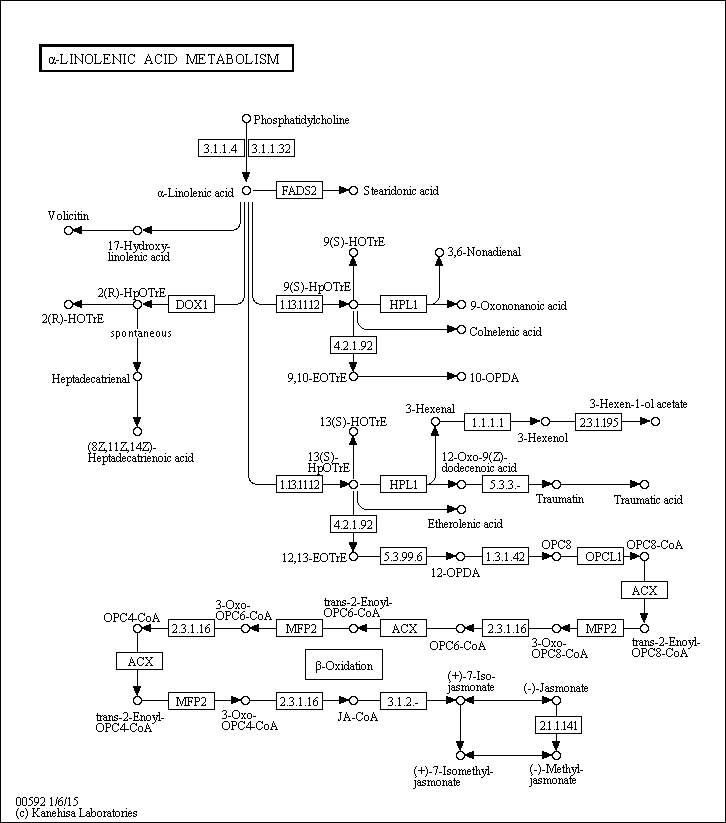 α-LINOLENIC ACID METABOLISM
Phosphatidylcholine
3.1.1.4
3.1.1.32
α-Linolenic acid
FADS2
Stearidonic acid
Volicitin
17-Hydroxy-
linolenic acid
9(S)-HOTrE
3,6-Nonadienal
2(R)-HpOTrE
9(S)-HpOTrE
DOX1
1.13.11.12
HPL1
9-Oxononanoic acid
2(R)-HOTrE
spontaneous
Colnelenic acid
4.2.1.92
Heptadecatrienal
9,10-EOTrE
10-OPDA
3-Hexenal
3-Hexen-1-ol acetate
13(S)-HOTrE
1.1.1.1
2.3.1.195
3-Hexenol
(8Z,11Z,14Z)-
Heptadecatrienoic acid
13(S)-
HpOTrE
12-Oxo-9(Z)-
dodecenoic acid
1.13.11.12
HPL1
5.3.3.-
Traumatin
Traumatic acid
4.2.1.92
Etherolenic acid
12,13-EOTrE
5.3.99.6
12-OPDA
1.3.1.42
OPC8
OPCL1
OPC8-CoA
ACX
OPC4-CoA
2.3.1.16
3-Oxo-
OPC6-CoA
MFP2
trans-2-Enoyl-
OPC6-CoA
ACX
OPC6-CoA
2.3.1.16
3-Oxo-
OPC8-CoA
MFP2
trans-2-Enoyl-
OPC8-CoA
ACX
β-Oxidation
trans-2-Enoyl-
OPC4-CoA
MFP2
3-Oxo-
OPC4-CoA
2.3.1.16
JA-CoA
3.1.2.-
(+)-7-Iso-
jasmonate
(-)-Jasmonate
2.1.1.141
(+)-7-Isomethyl-
jasmonate
(-)-Methyl-
jasmonate
00592 1/6/15
(c) Kanehisa Laboratories